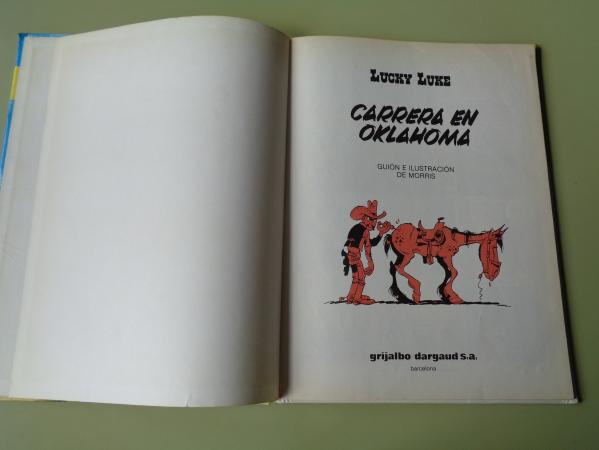 LUCKY LUKE
CARRERA EN
OKLAHOMA
GUIÓN E ILUSTRACIÓN
DE MORRIS
grijalbo dargaud s.a.
barcelona